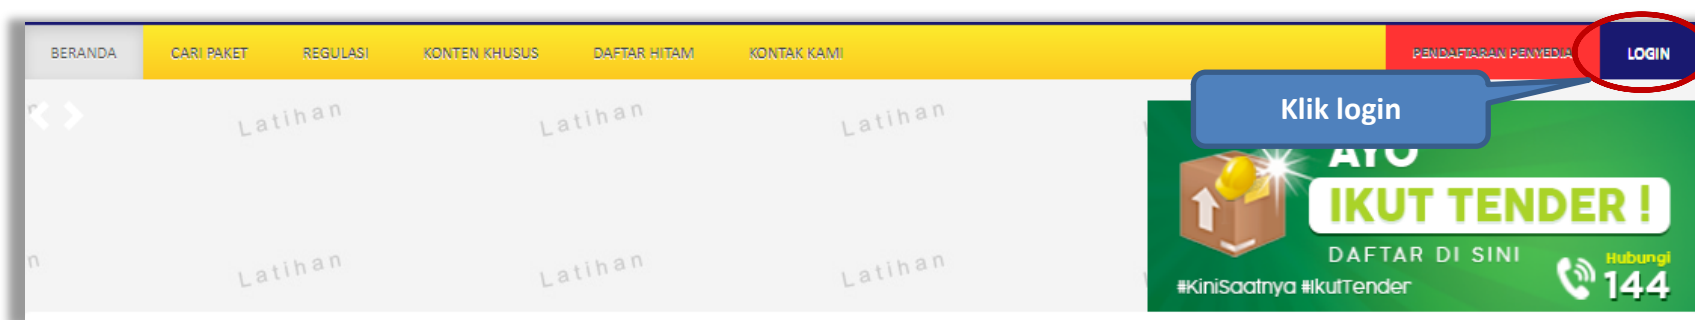 BERANDA CARI PAKET REGULASI KONTEN KHUSUS DAFTAR HITAM KONTAK KAMI PENDAFTARAN PENYEDIA LOGIN
Klik login
Latihan Latihan Latihan
AYO
IKUT TENDER !
DAFTAR DI SINI
Latihan Latihan Latihan
Hubungi
#KiniSaatnya #IkutTender 144